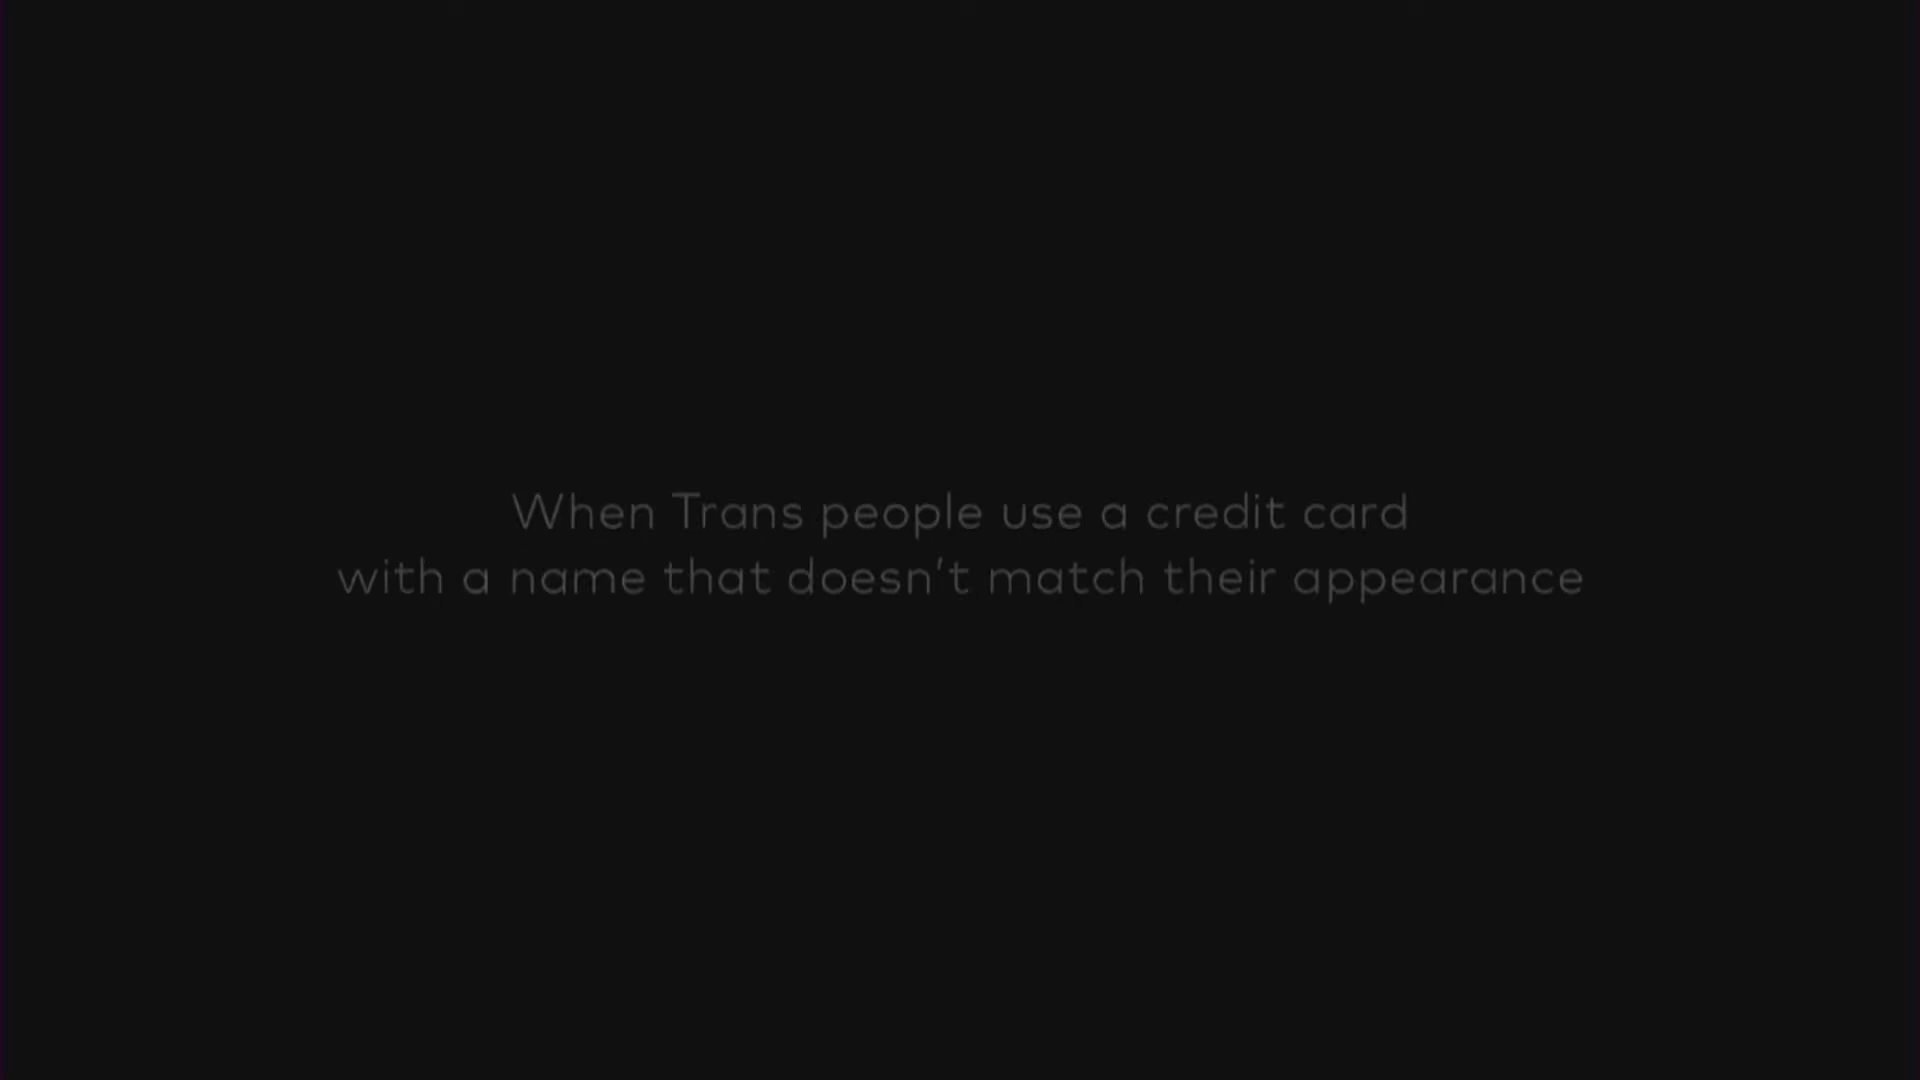 When Trans people use a credit card
with a name that doesn’t match their appearance